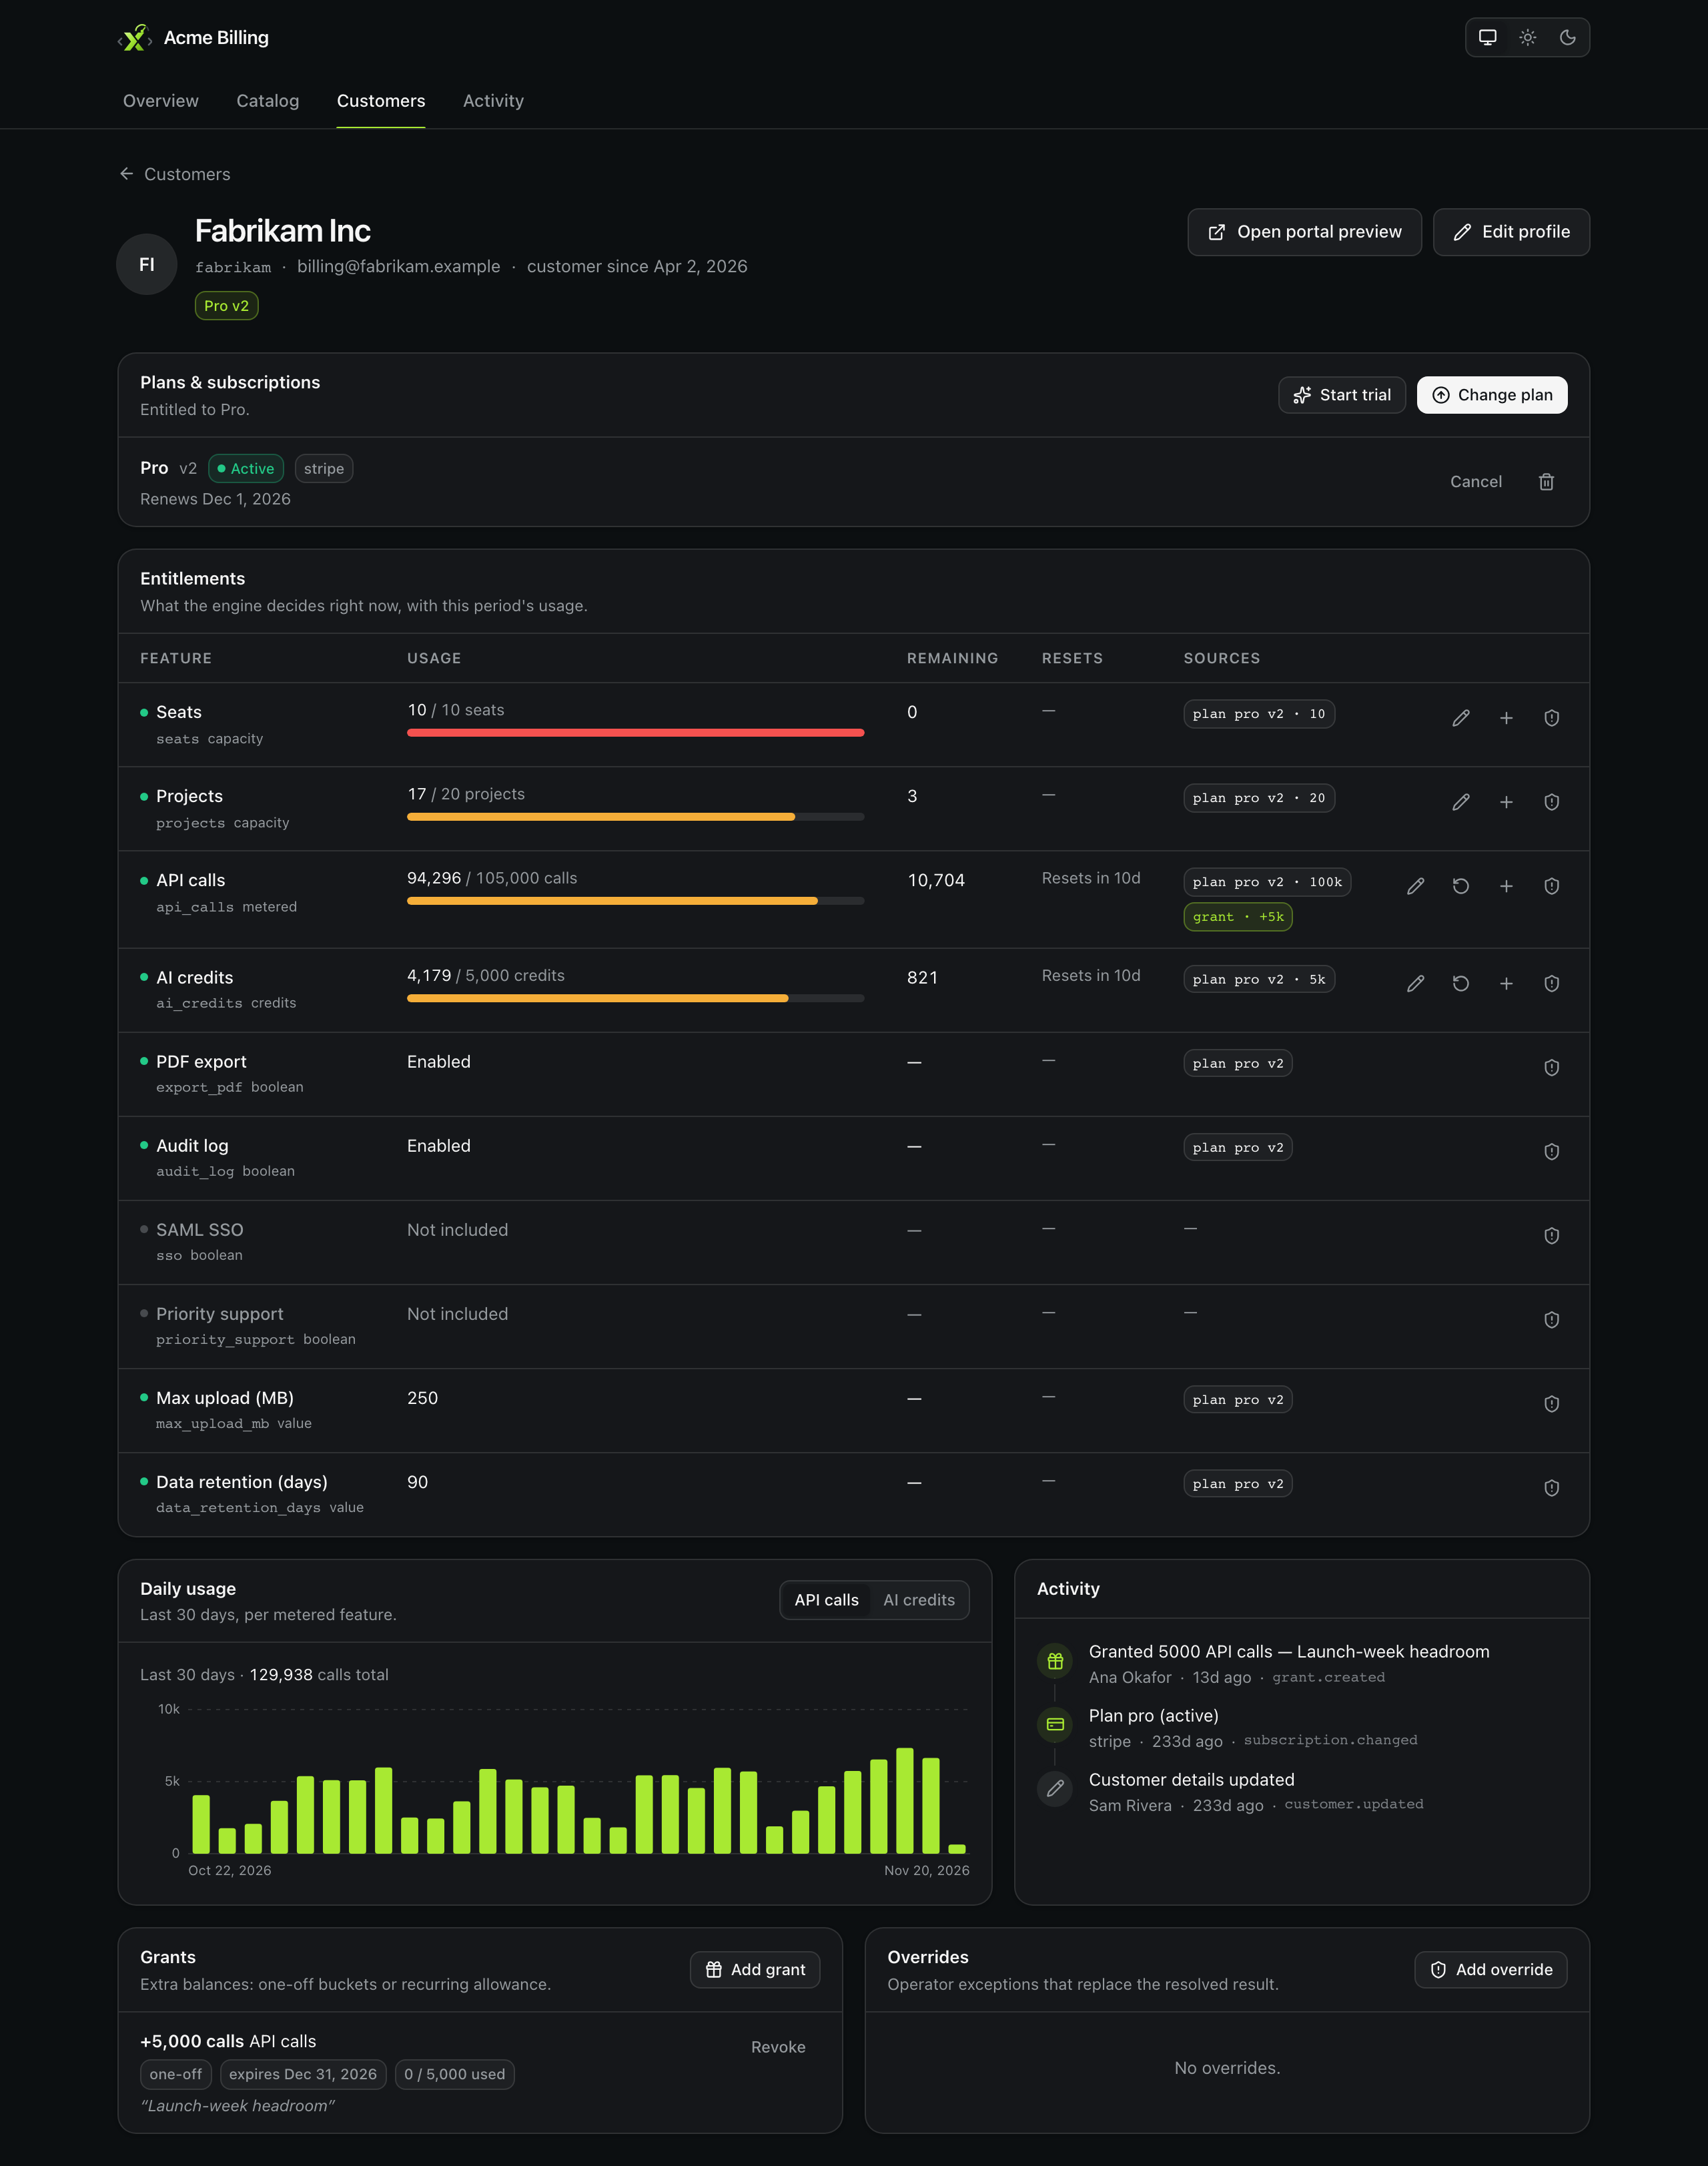 Acme Billing
Overview Catalog Customers Activity
Customers
FI
Fabrikam Inc
fabrikam · billing@fabrikam.example · customer since Apr 2, 2026
Pro v2
Open portal preview
Edit profile
Plans & subscriptions
Entitled to Pro.
Start trial
Change plan
Pro v2 Active stripe
Renews Dec 1, 2026
Cancel
Entitlements
What the engine decides right now, with this period's usage.
FEATURE USAGE REMAINING RESETS SOURCES
Seats 10 / 10 seats 0 — plan pro v2 · 10
seats capacity
Projects 17 / 20 projects 3 — plan pro v2 · 20
projects capacity
API calls 94,296 / 105,000 calls 10,704 Resets in 10d plan pro v2 · 100k
api_calls metered grant · +5k
AI credits 4,179 / 5,000 credits 821 Resets in 10d plan pro v2 · 5k
ai_credits credits
PDF export Enabled — — plan pro v2
export_pdf boolean
Audit log Enabled — — plan pro v2
audit_log boolean
SAML SSO Not included — — —
sso boolean
Priority support Not included — — —
priority_support boolean
Max upload (MB) 250 — — plan pro v2
max_upload_mb value
Data retention (days) 90 — — plan pro v2
data_retention_days value
Daily usage
Last 30 days, per metered feature.
API calls AI credits
Last 30 days · 129,938 calls total
10k
5k
0
Oct 22, 2026 Nov 20, 2026
Activity
Granted 5000 API calls — Launch-week headroom
Ana Okafor · 13d ago · grant.created
Plan pro (active)
stripe · 233d ago · subscription.changed
Customer details updated
Sam Rivera · 233d ago · customer.updated
Grants
Extra balances: one-off buckets or recurring allowance.
Add grant
+5,000 calls API calls
Revoke
one-off expires Dec 31, 2026 0 / 5,000 used
“Launch-week headroom”
Overrides
Operator exceptions that replace the resolved result.
Add override
No overrides.